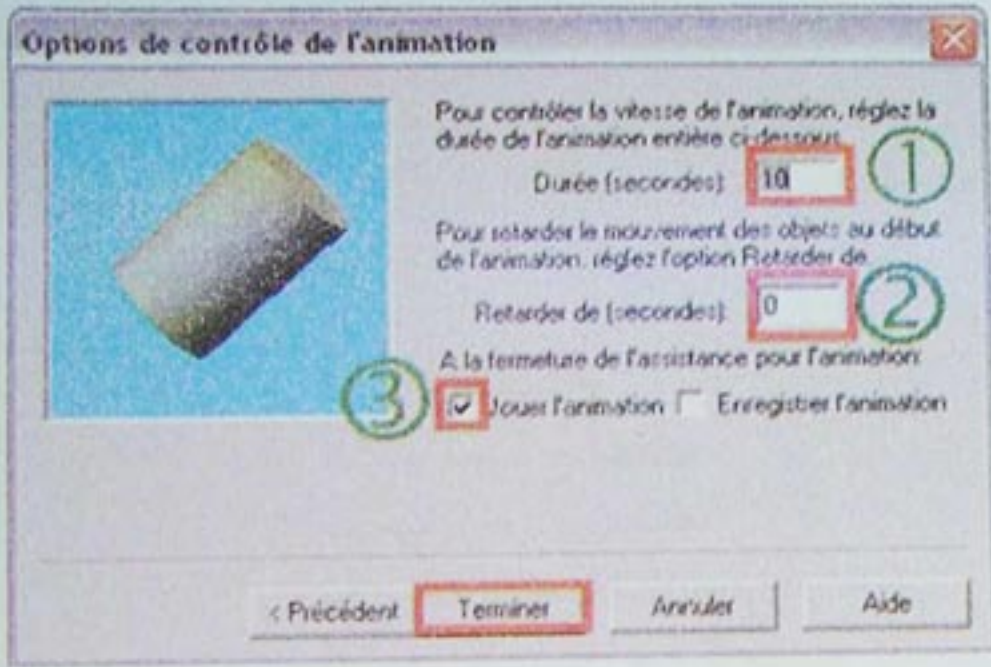 Options de contrôle de l'animation
Pour contrôler la vitesse de l'animation, réglez la
durée de l'animation entière ci-dessous.
Durée (secondes): 10 1
Pour retarder le mouvement des objets au début
de l'animation, réglez l'option Retarder de.
Retarder de (secondes): 0 2
A la fermeture de l'assistance pour l'animation:
3 Jouer l'animation Enregistrer l'animation
< Précédent Terminer Annuler Aide